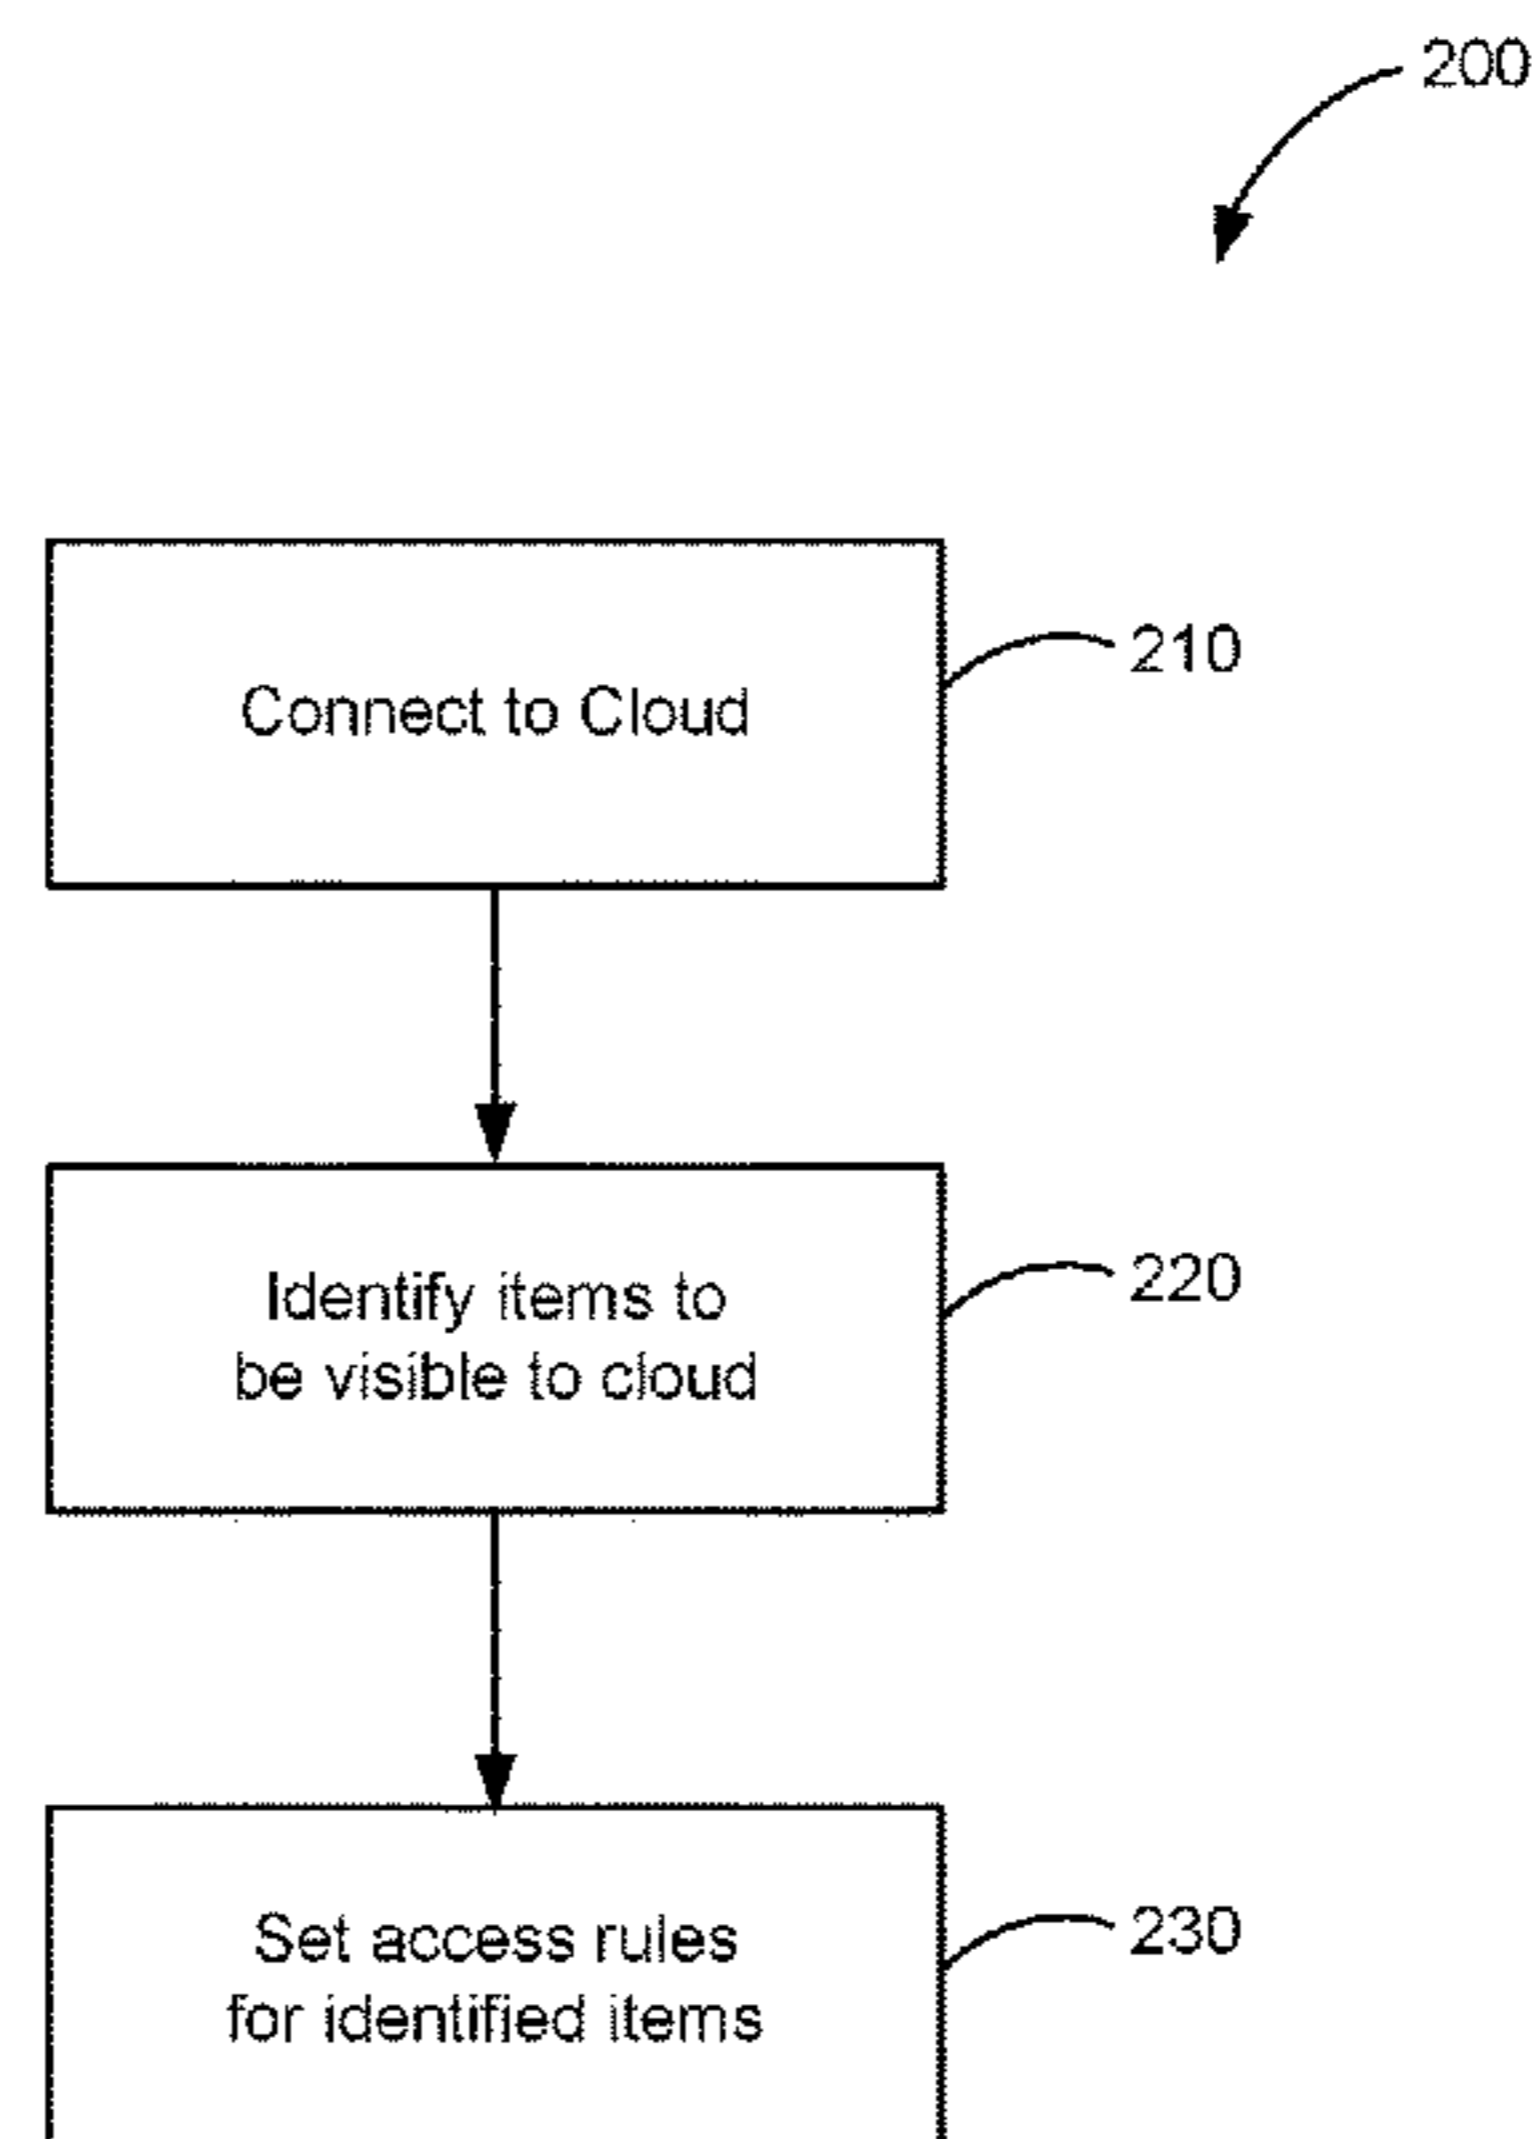 200
Connect to Cloud
210
Identify items to
be visible to cloud
220
Set access rules
for identified items
230